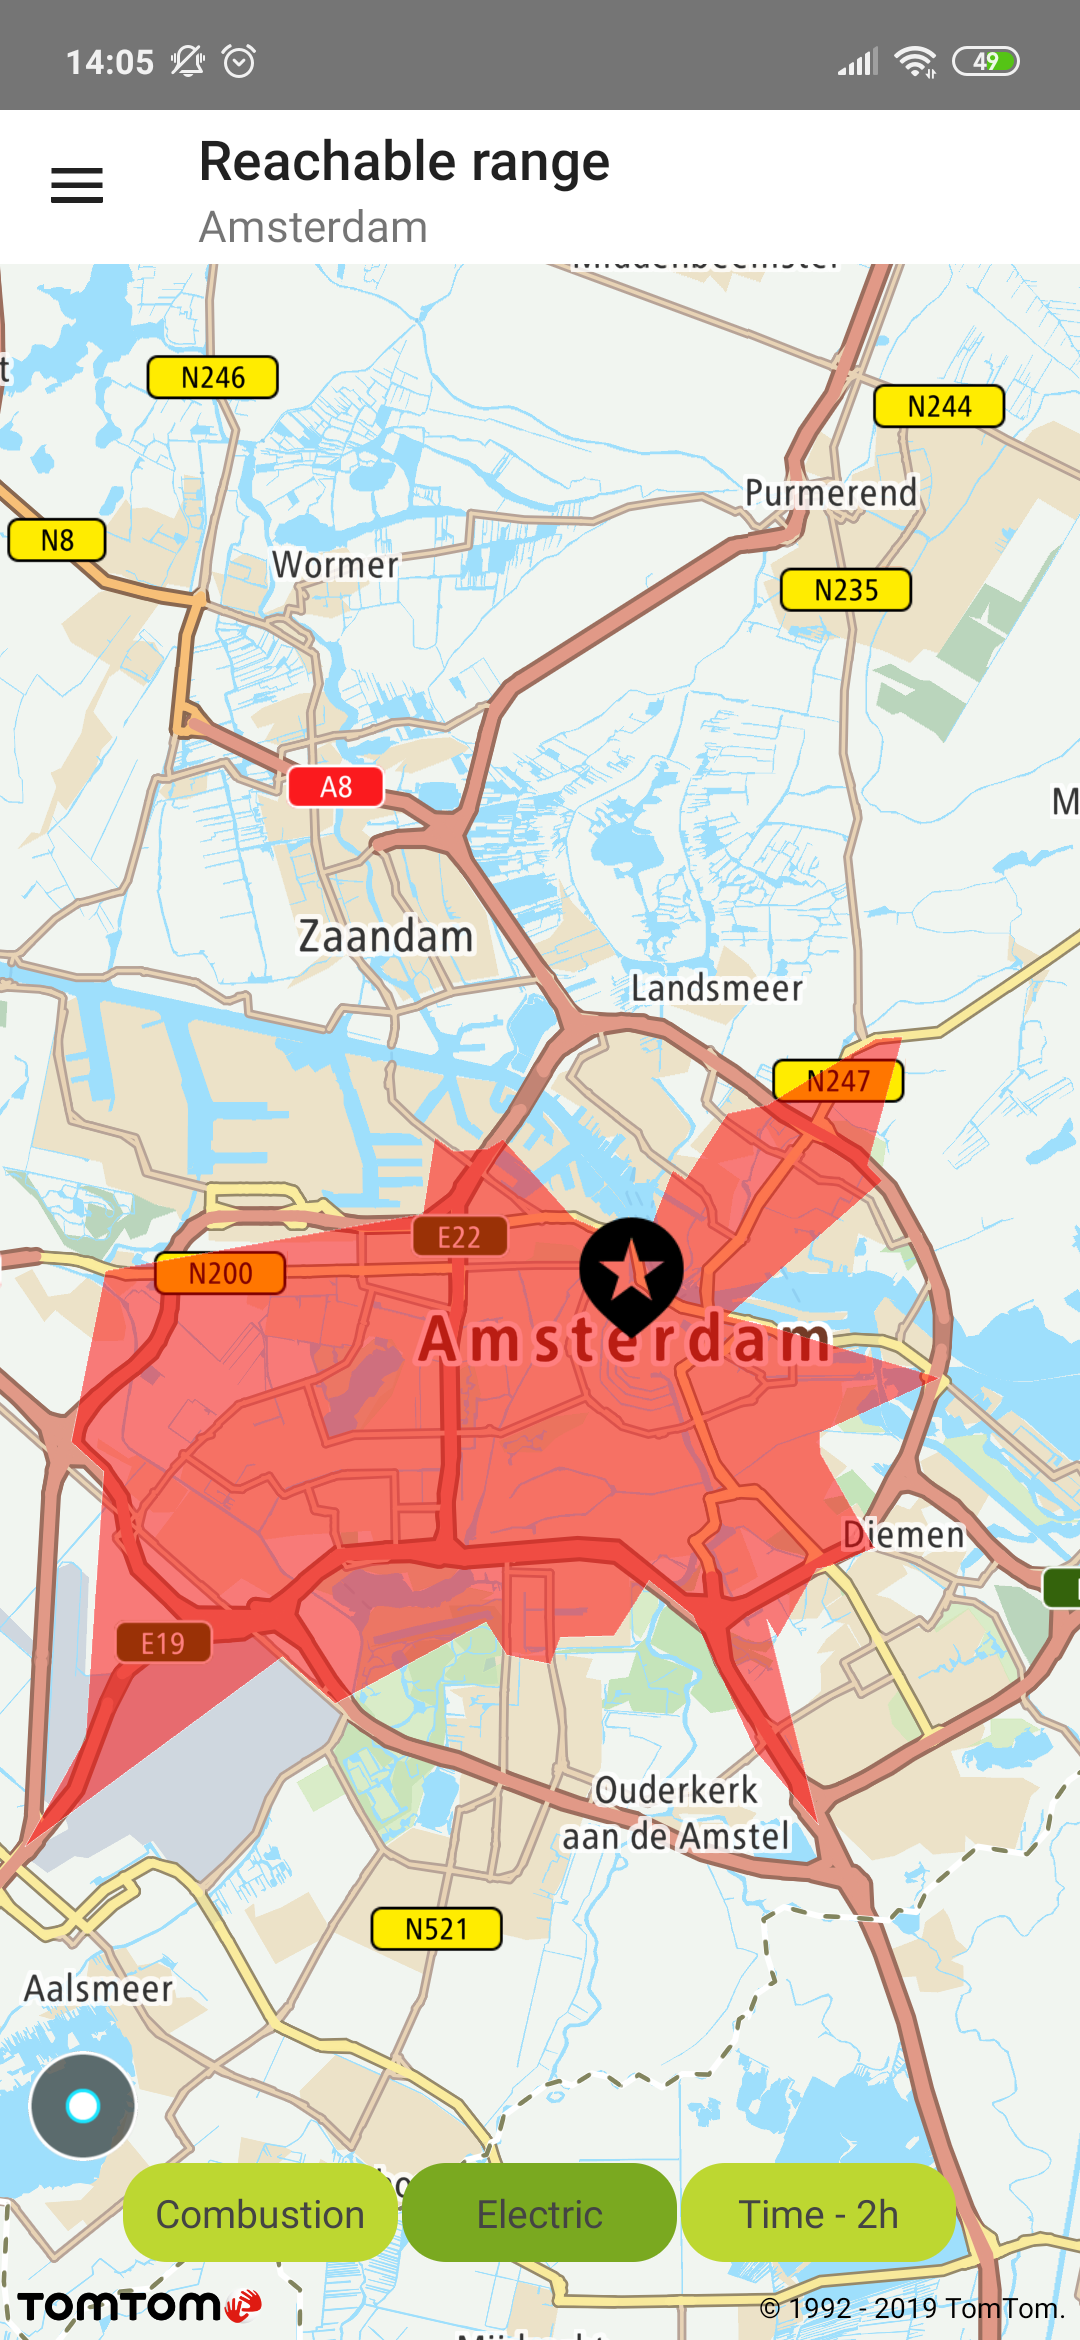 14:05
49
Reachable range
Amsterdam
N246
N244
Purmerend
N8
Wormer
N235
A8
Zaandam
Landsmeer
N247
E22
N200
Amsterdam
Diemen
E19
Ouderkerk
aan de Amstel
N521
Aalsmeer
Combustion
Electric
Time - 2h
TOMTOM
© 1992 - 2019 TomTom.